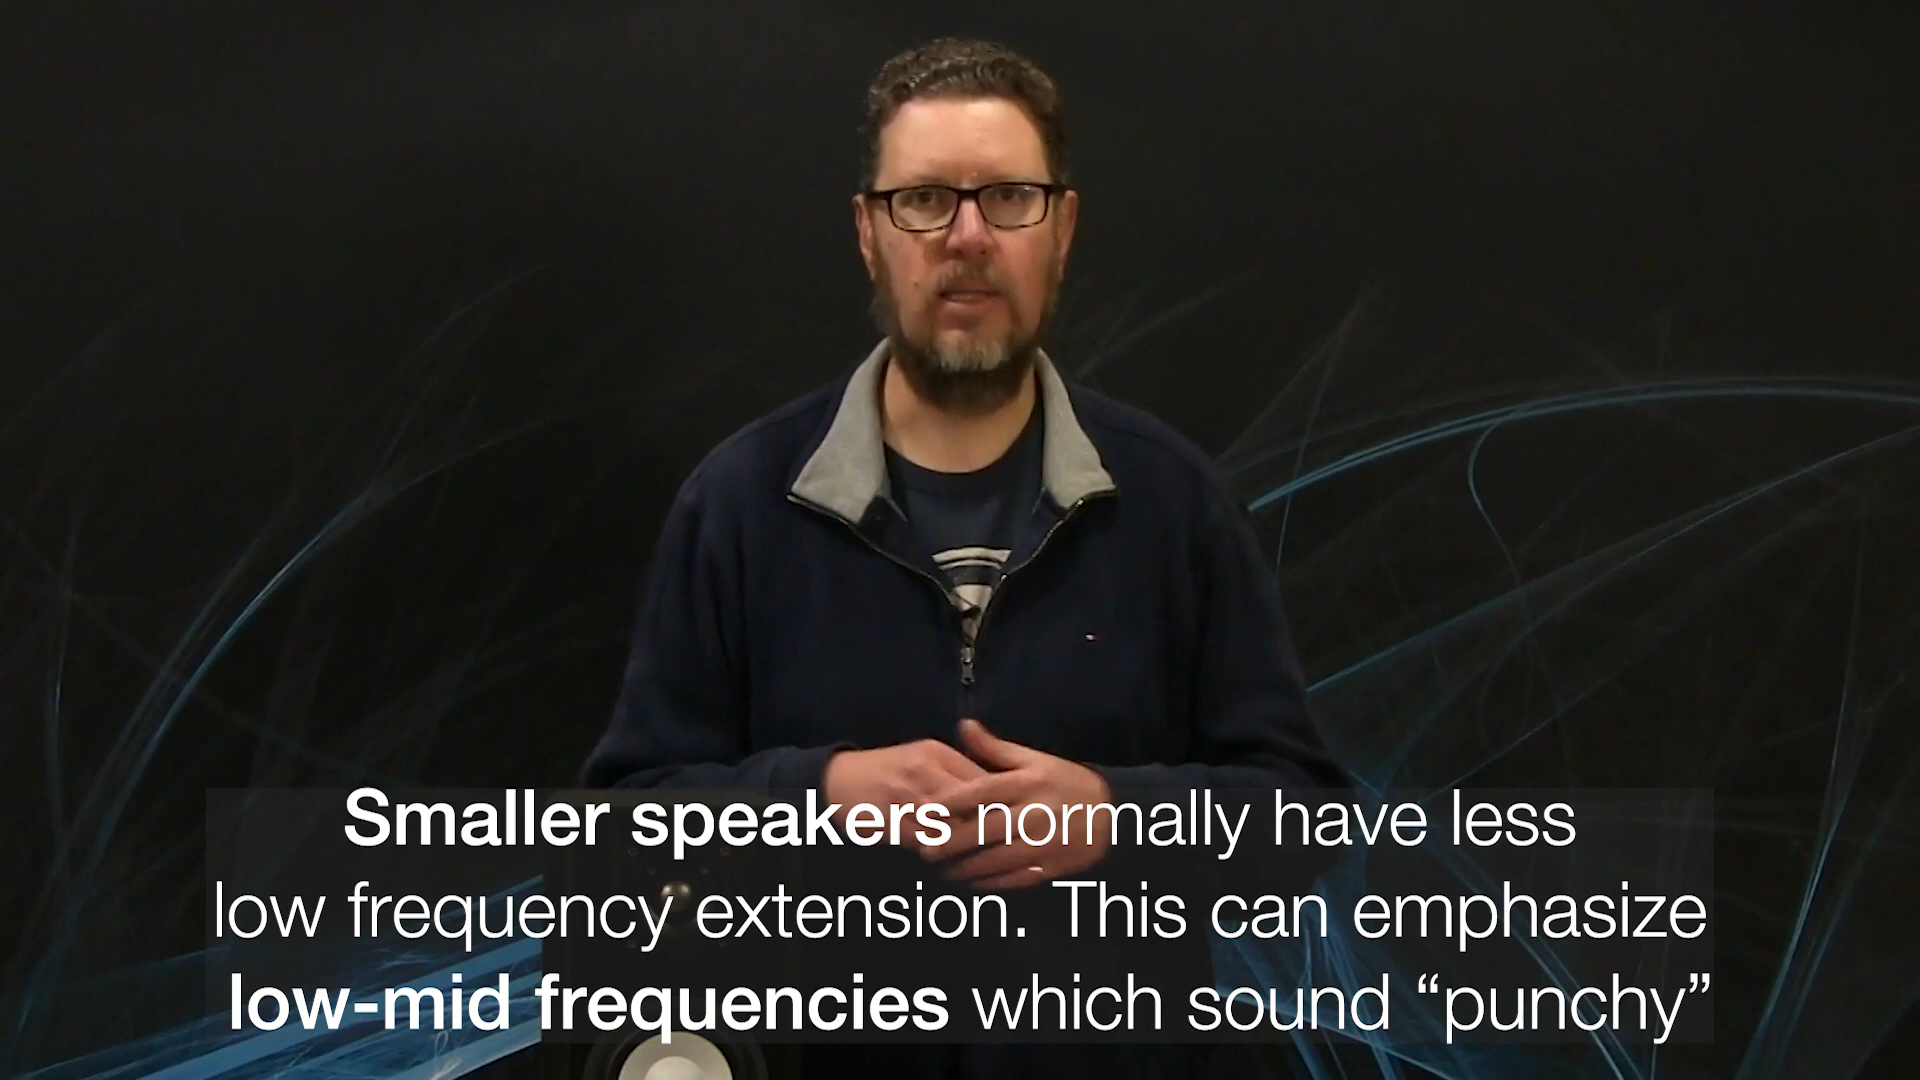 Smaller speakers normally have less
low frequency extension. This can emphasize
low-mid frequencies which sound “punchy”